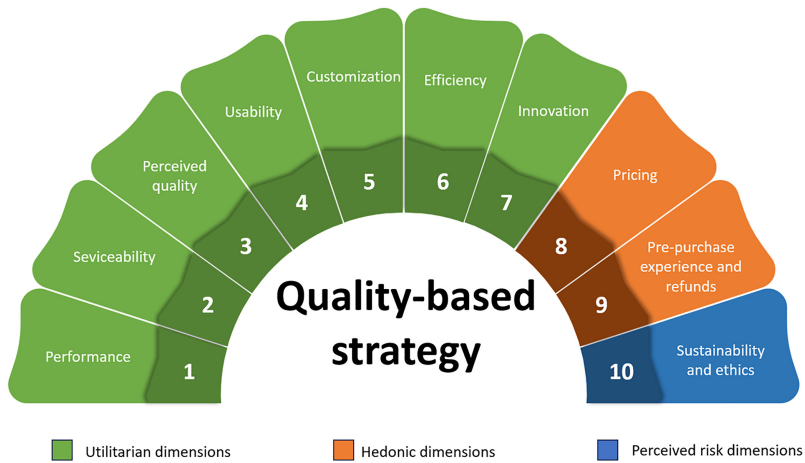 Performance
1
Seviceability
2
Perceived
quality
3
Usability
4
Customization
5
Efficiency
6
Innovation
7
Pricing
8
Pre-purchase
experience and
refunds
9
Sustainability
and ethics
10
Quality-based
strategy
Utilitarian dimensions
Hedonic dimensions
Perceived risk dimensions